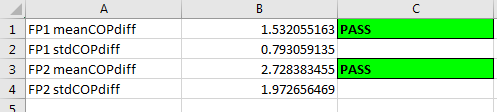 A B C
1 FP1 meanCOPdiff 1.532055163 PASS
2 FP1 stdCOPdiff 0.793059135
3 FP2 meanCOPdiff 2.728383455 PASS
4 FP2 stdCOPdiff 1.972656469
5